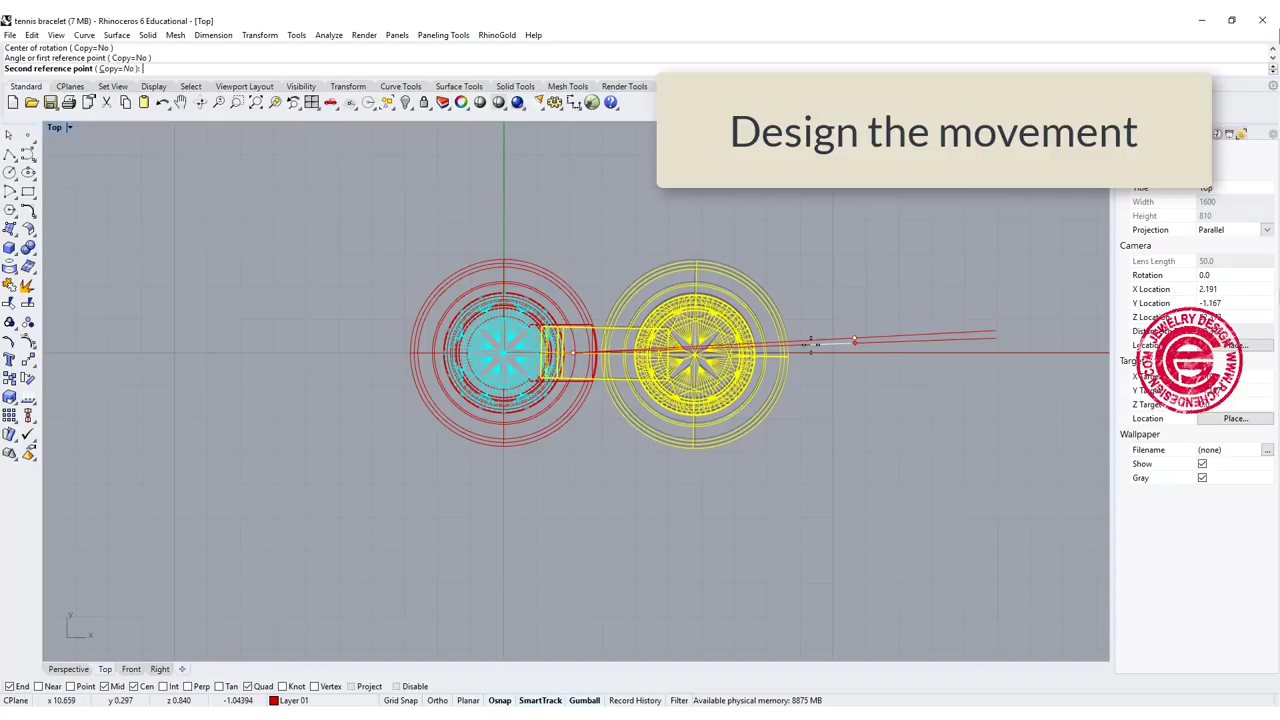 tennis bracelet (7 MB) - Rhinoceros 6 Educational - [Top]
File Edit View Curve Surface Solid Mesh Dimension Transform Tools Analyze Render Panels Paneling Tools RhinoGold Help
Center of rotation ( Copy=No )
Angle or first reference point ( Copy=No )
Second reference point ( Copy=No ):
Standard CPlanes Set View Display Select Viewport Layout Visibility Transform Curve Tools Surface Tools Solid Tools Mesh Tools Render Tools
Design the movement
Top
Title Top
Width 1600
Height 810
Projection Parallel
Camera
Lens Length 50.0
Rotation 0.0
X Location 2.191
Y Location -1.167
Z Location
Place...
Target
Location Place...
Wallpaper
Filename (none) ...
Show
Gray
JEWELRY DESIGN
y
x
Perspective Top Front Right
End Near Point Mid Cen Int Perp Tan Quad Knot Vertex Project Disable
CPlane x 10.659 y 0.297 z 0.840 -1.04394 Layer 01 Grid Snap Ortho Planar Osnap SmartTrack Gumball Record History Filter Available physical memory: 8875 MB